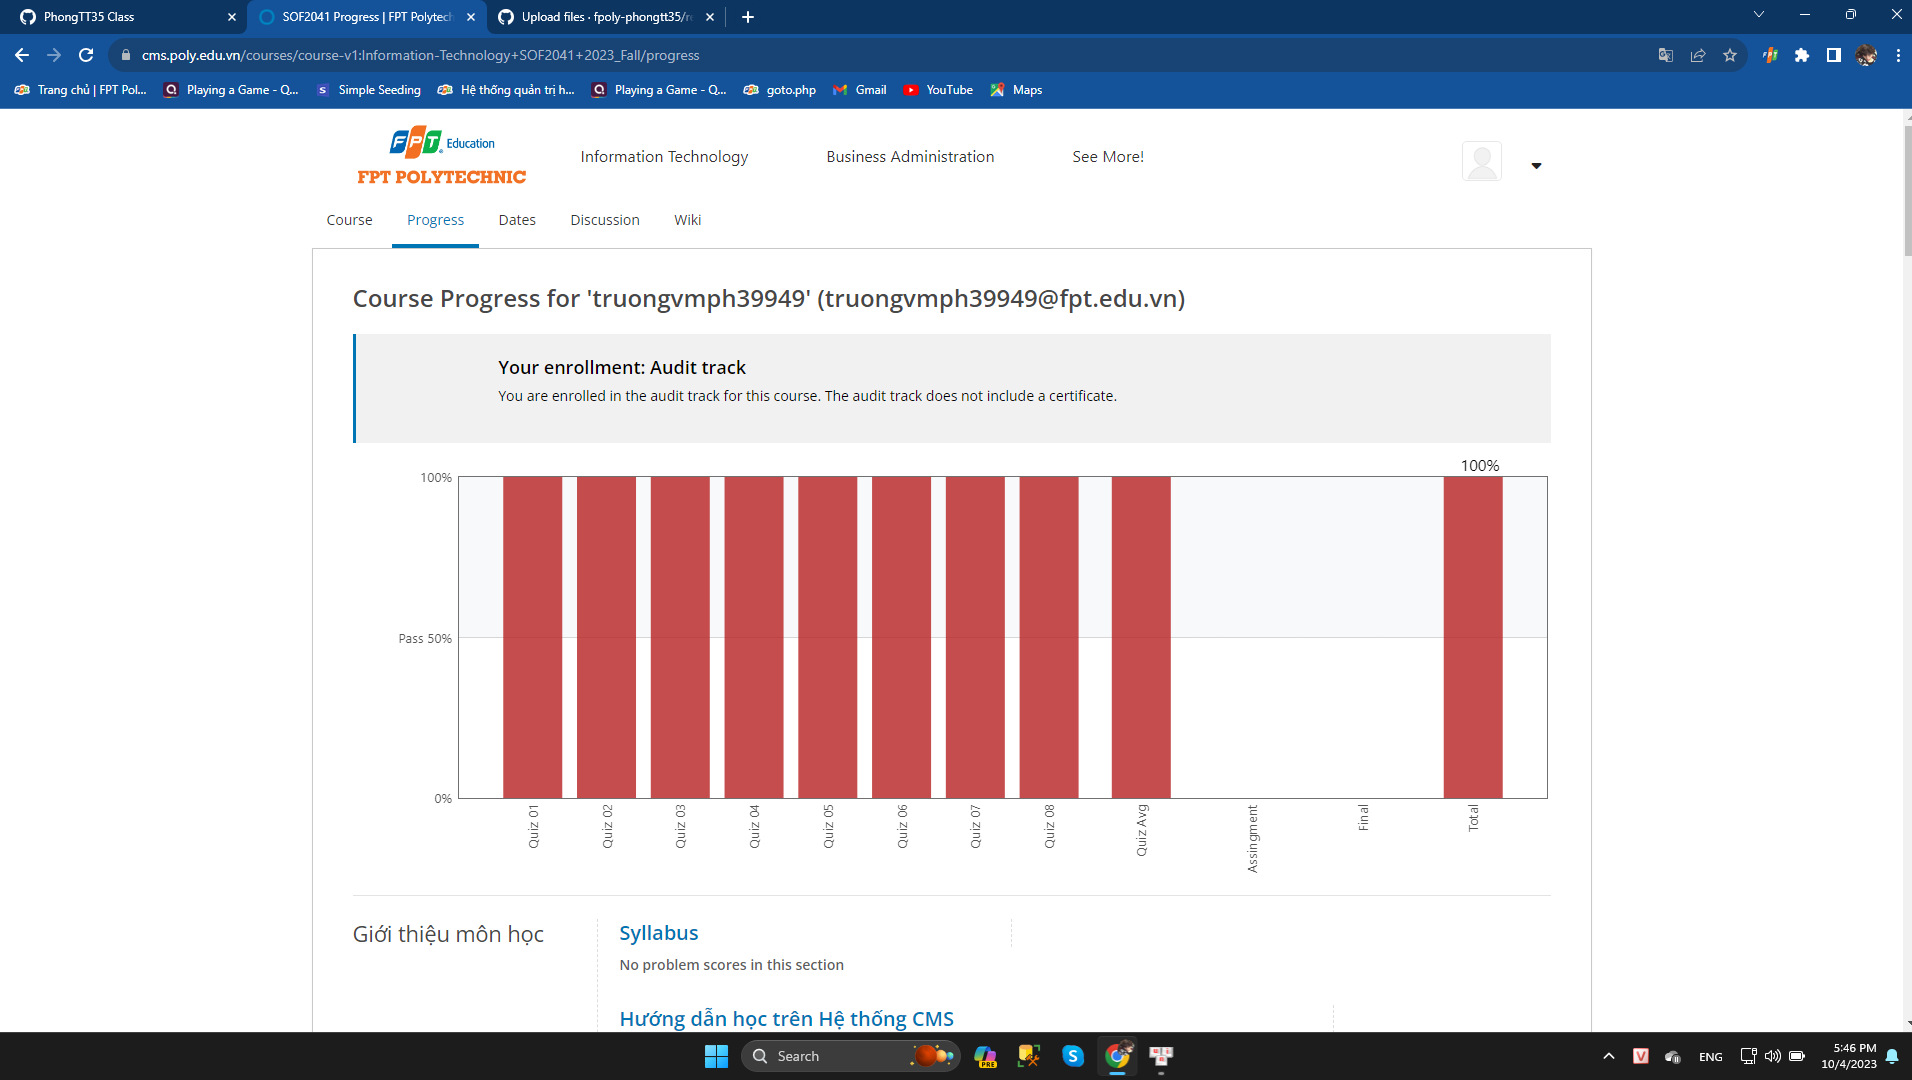 PhongTT35 Class
SOF2041 Progress | FPT Polytech
Upload files · fpoly-phongtt35/re
cms.poly.edu.vn/courses/course-v1:Information-Technology+SOF2041+2023_Fall/progress
Trang chủ | FPT Pol...
Playing a Game - Q...
Simple Seeding
Hệ thống quản trị h...
Playing a Game - Q...
goto.php
Gmail
YouTube
Maps
FPT Education
FPT POLYTECHNIC
Information Technology
Business Administration
See More!
Course
Progress
Dates
Discussion
Wiki
Course Progress for 'truongvmph39949' (truongvmph39949@fpt.edu.vn)
Your enrollment: Audit track
You are enrolled in the audit track for this course. The audit track does not include a certificate.
100%
100%
Pass 50%
0%
Quiz 01
Quiz 02
Quiz 03
Quiz 04
Quiz 05
Quiz 06
Quiz 07
Quiz 08
Quiz Avg
Assingment
Final
Total
Giới thiệu môn học
Syllabus
No problem scores in this section
Hướng dẫn học trên Hệ thống CMS
Search
PRE
ENG
5:46 PM
10/4/2023